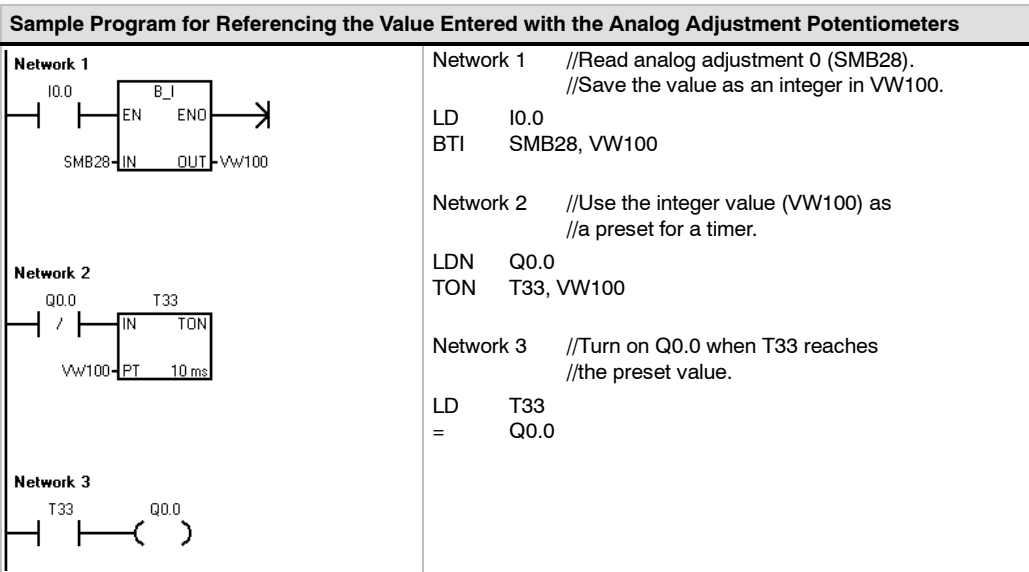 Sample Program for Referencing the Value Entered with the Analog Adjustment Potentiometers
Network 1
I0.0
B_I
EN ENO
SMB28 IN OUT VW100
Network 2
Q0.0 T33
/ IN TON
VW100 PT 10 ms
Network 3
T33 Q0.0
Network 1 //Read analog adjustment 0 (SMB28).
//Save the value as an integer in VW100.
LD I0.0
BTI SMB28, VW100
Network 2 //Use the integer value (VW100) as
//a preset for a timer.
LDN Q0.0
TON T33, VW100
Network 3 //Turn on Q0.0 when T33 reaches
//the preset value.
LD T33
= Q0.0